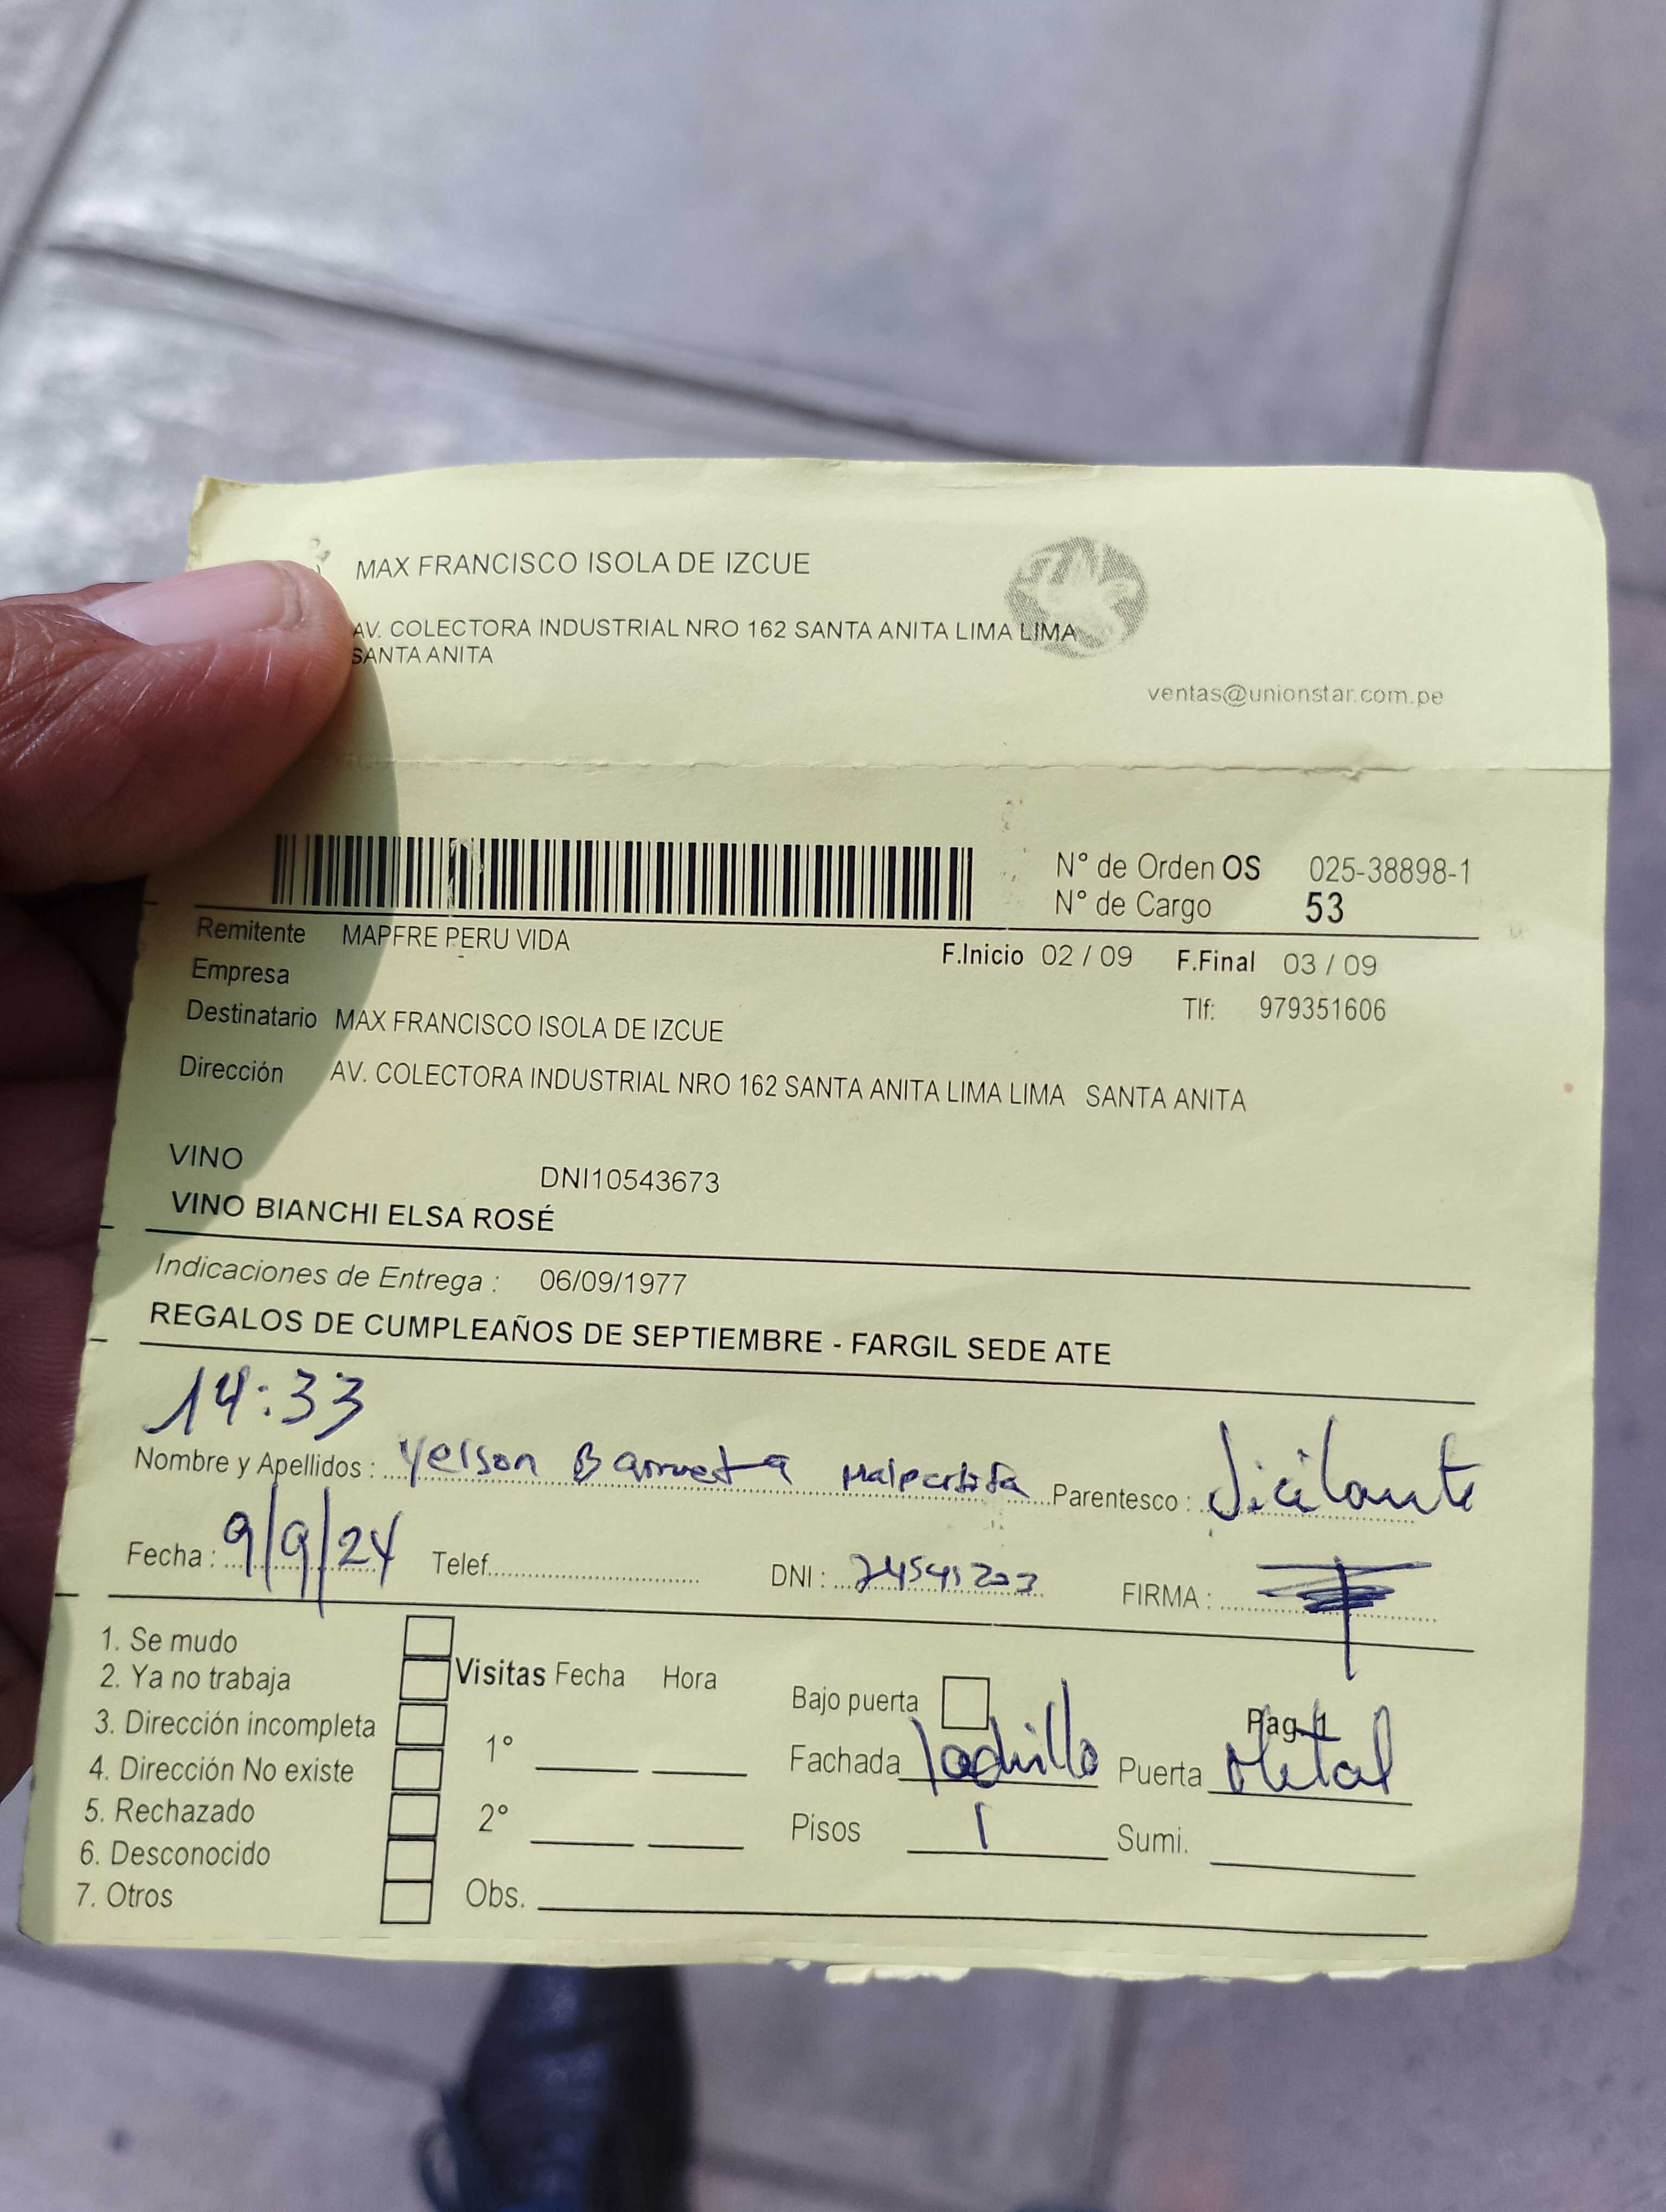 MAX FRANCISCO ISOLA DE IZCUE
AV. COLECTORA INDUSTRIAL NRO 162 SANTA ANITA LIMA LIMA
SANTA ANITA
ventas@unionstar.com.pe
N° de Orden OS 025-38898-1
N° de Cargo 53
Remitente MAPFRE PERU VIDA
F.Inicio 02 / 09 F.Final 03 / 09
Empresa
Tlf: 979351606
Destinatario MAX FRANCISCO ISOLA DE IZCUE
Dirección AV. COLECTORA INDUSTRIAL NRO 162 SANTA ANITA LIMA LIMA SANTA ANITA
VINO DNI10543673
VINO BIANCHI ELSA ROSÉ
Indicaciones de Entrega : 06/09/1977
REGALOS DE CUMPLEAÑOS DE SEPTIEMBRE - FARGIL SEDE ATE
14:33
Nombre y Apellidos : Yelson Malpartida Parentesco :
Fecha : 9/9/24 Telef. DNI : FIRMA :
1. Se mudo
2. Ya no trabaja
3. Dirección incompleta
4. Dirección No existe
5. Rechazado
6. Desconocido
7. Otros
Visitas Fecha Hora
1°
2°
Obs.
Bajo puerta Pag. 1
Fachada ladrillo Puerta Metal
Pisos 1 Sumi.